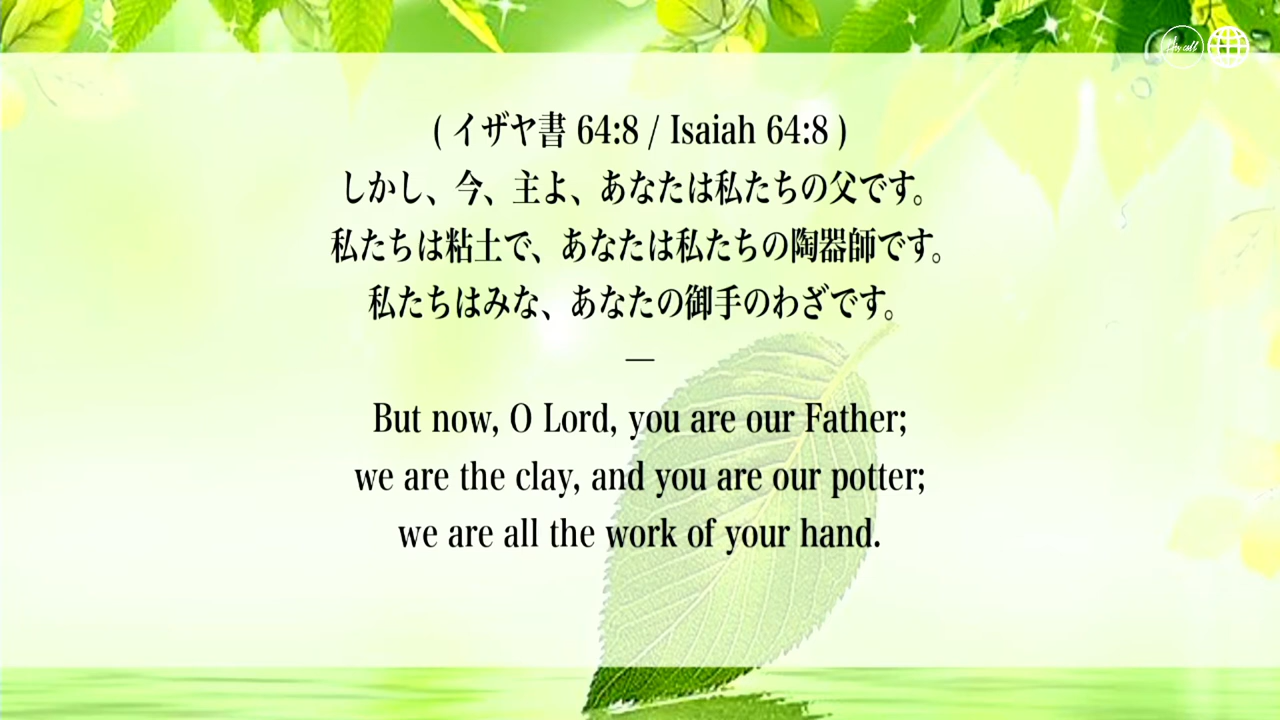 ( イザヤ書 64:8 / Isaiah 64:8 )
しかし、今、主よ、あなたは私たちの父です。
私たちは粘土で、あなたは私たちの陶器師です。
私たちはみな、あなたの御手のわざです。
—
But now, O Lord, you are our Father;
we are the clay, and you are our potter;
we are all the work of your hand.